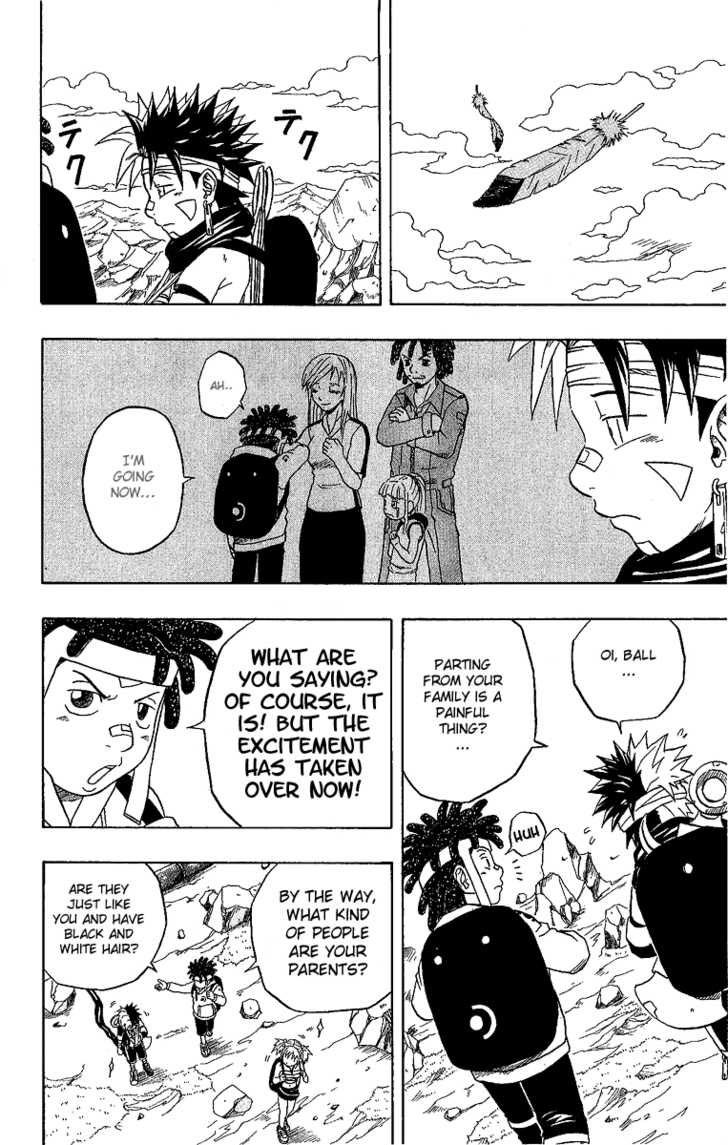 テク
テク
AH..
I'M
GOING
NOW...
OI, BALL
...
PARTING
FROM YOUR
FAMILY IS A
PAINFUL
THING?
...
HUH
WHAT ARE
YOU SAYING?
OF COURSE, IT
IS! BUT THE
EXCITEMENT
HAS TAKEN
OVER NOW!
BY THE WAY,
WHAT KIND
OF PEOPLE
ARE YOUR
PARENTS?
ARE THEY
JUST LIKE
YOU AND HAVE
BLACK AND
WHITE HAIR?